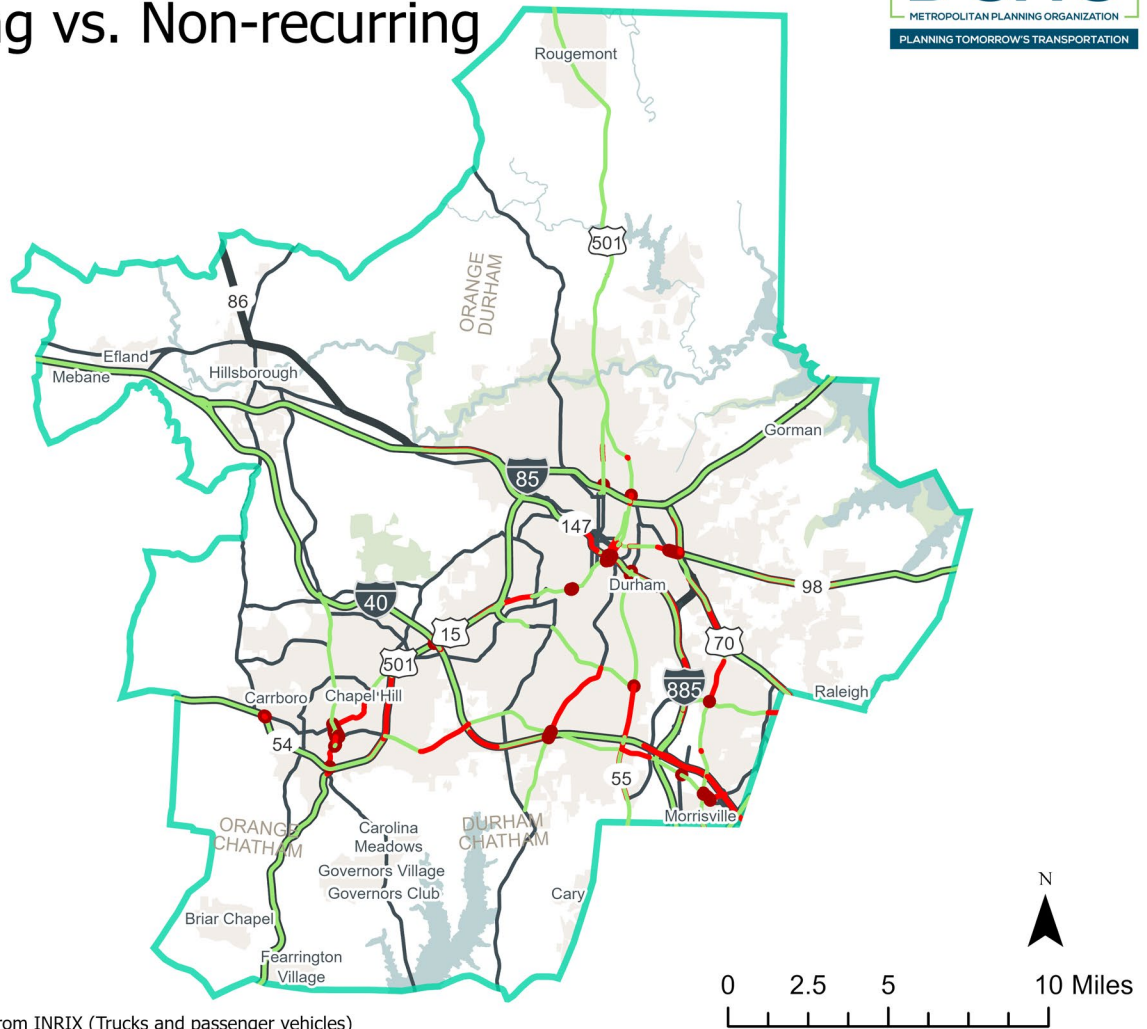 vs. Non-recurring
METROPOLITAN PLANNING ORGANIZATION
PLANNING TOMORROW'S TRANSPORTATION
Rougemont
501
ORANGE
DURHAM
86
Efland
Mebane
Hillsborough
Gorman
85
147
Durham
98
40
15
501
70
885
Carrboro
Chapel Hill
Raleigh
54
55
Morrisville
ORANGE
CHATHAM
DURHAM
CHATHAM
Carolina
Meadows
Governors Village
Governors Club
Cary
Briar Chapel
Fearrington
Village
N
0 2.5 5 10 Miles
INRIX (Trucks and passenger vehicles)